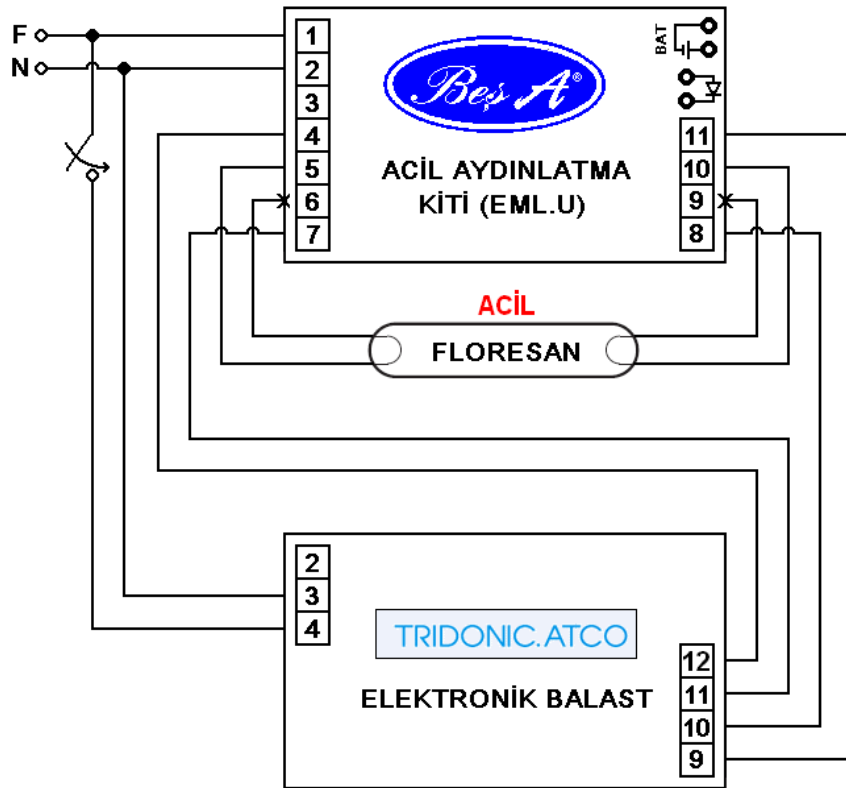 F
N
1
2
3
4
5
6
7
Beş A®
ACİL AYDINLATMA
KİTİ (EML.U)
BAT
11
10
9
8
ACİL
FLORESAN
2
3
4
TRIDONIC.ATCO
ELEKTRONİK BALAST
12
11
10
9